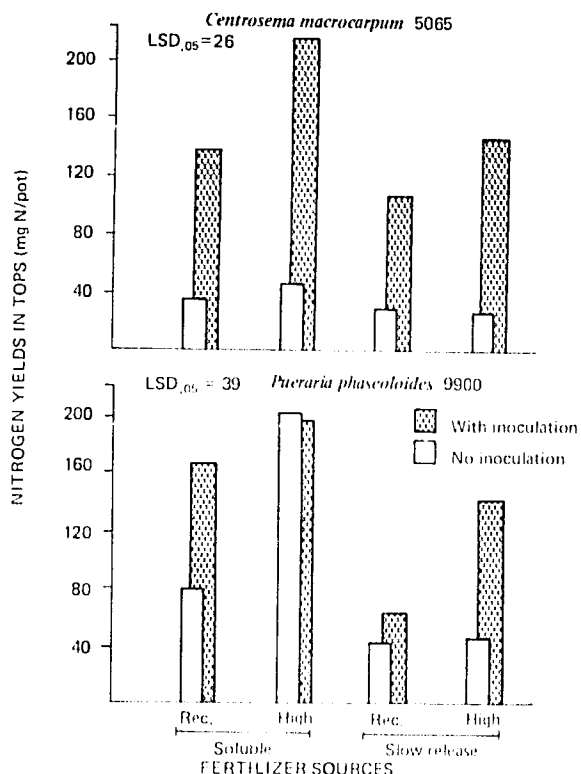 Centrosema macrocarpum 5065
LSD.05=26
200
160
120
80
40
LSD.05 = 39 Pueraria phaseoloides 9900
200
160
120
80
40
With inoculation
No inoculation
NITROGEN YIELDS IN TOPS (mg N/pot)
Rec. High Rec. High
Soluble Slow release
FERTILIZER SOURCES